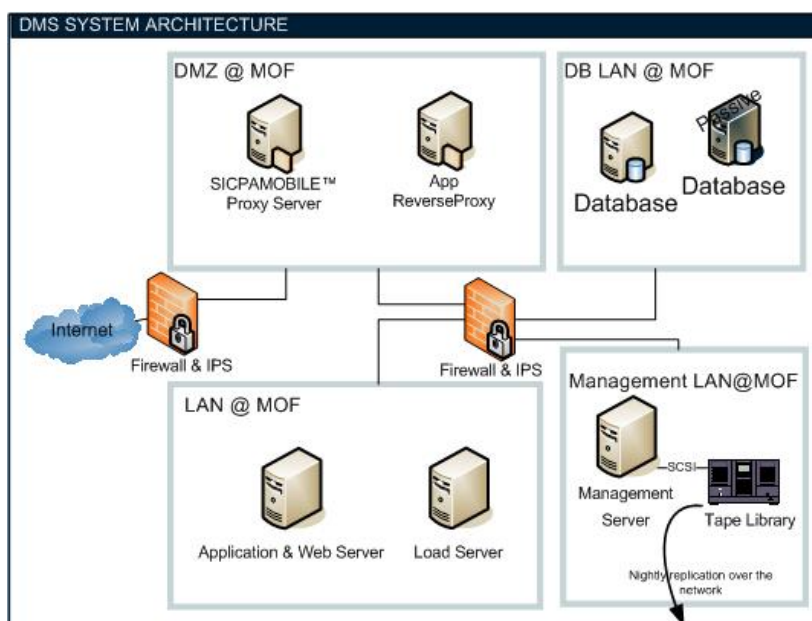 DMS SYSTEM ARCHITECTURE
DMZ @ MOF
SICPAMOBILE™
Proxy Server
App
ReverseProxy
DB LAN @ MOF
Passive
Database
Database
Internet
Firewall & IPS
Firewall & IPS
LAN @ MOF
Application & Web Server
Load Server
Management LAN@MOF
SCSI
Management
Server
Tape Library
Nightly replication over the
network